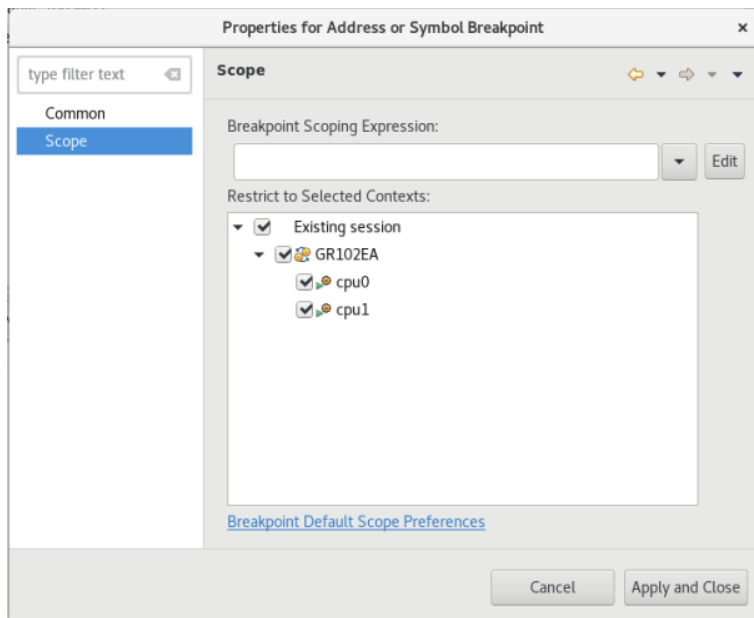 Properties for Address or Symbol Breakpoint
type filter text
Common
Scope
Scope
Breakpoint Scoping Expression:
Edit
Restrict to Selected Contexts:
Existing session
GR102EA
cpu0
cpu1
Breakpoint Default Scope Preferences
Cancel
Apply and Close